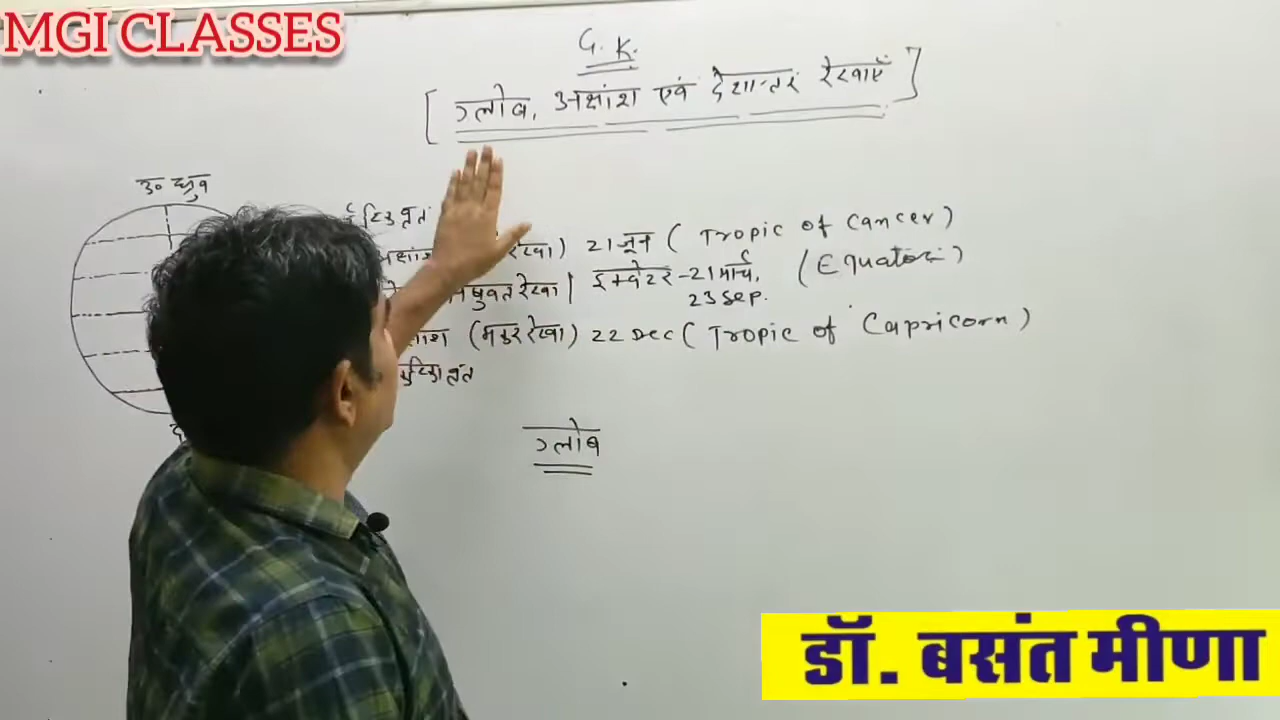 MGI CLASSES
G. K.
[ ग्लोब, अक्षांश एवं देशान्तर रेखाएँ ]
उ० ध्रुव
21 जून ( Tropic of Cancer )
इक्वेटर - 21 मार्च, ( Equator )
23 Sep.
(मकर रेखा) 22 Dec ( Tropic of Capricorn )
ग्लोब
डॉ. बसंत मीणा